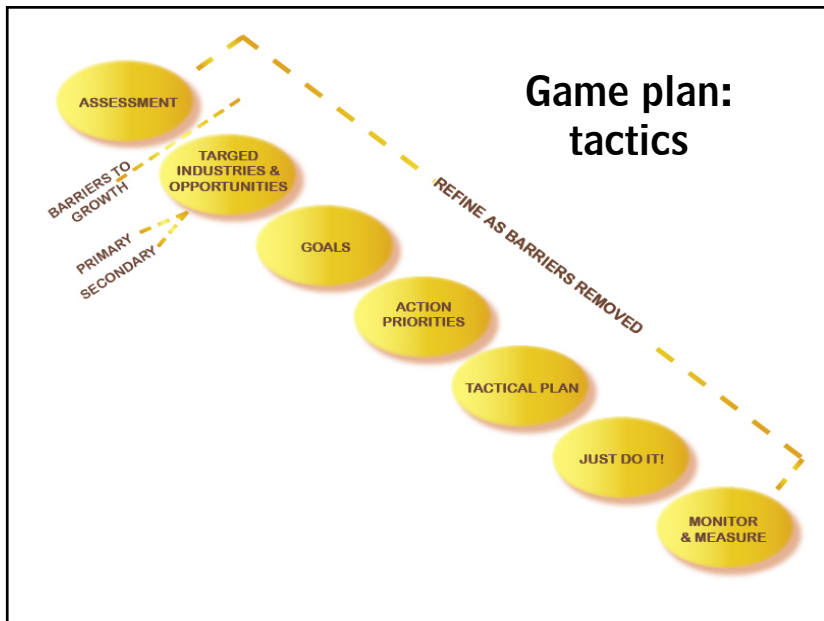 Game plan:
tactics
ASSESSMENT
BARRIERS TO
GROWTH
TARGED
INDUSTRIES &
OPPORTUNITIES
PRIMARY
SECONDARY
GOALS
REFINE AS BARRIERS REMOVED
ACTION
PRIORITIES
TACTICAL PLAN
JUST DO IT!
MONITOR
& MEASURE